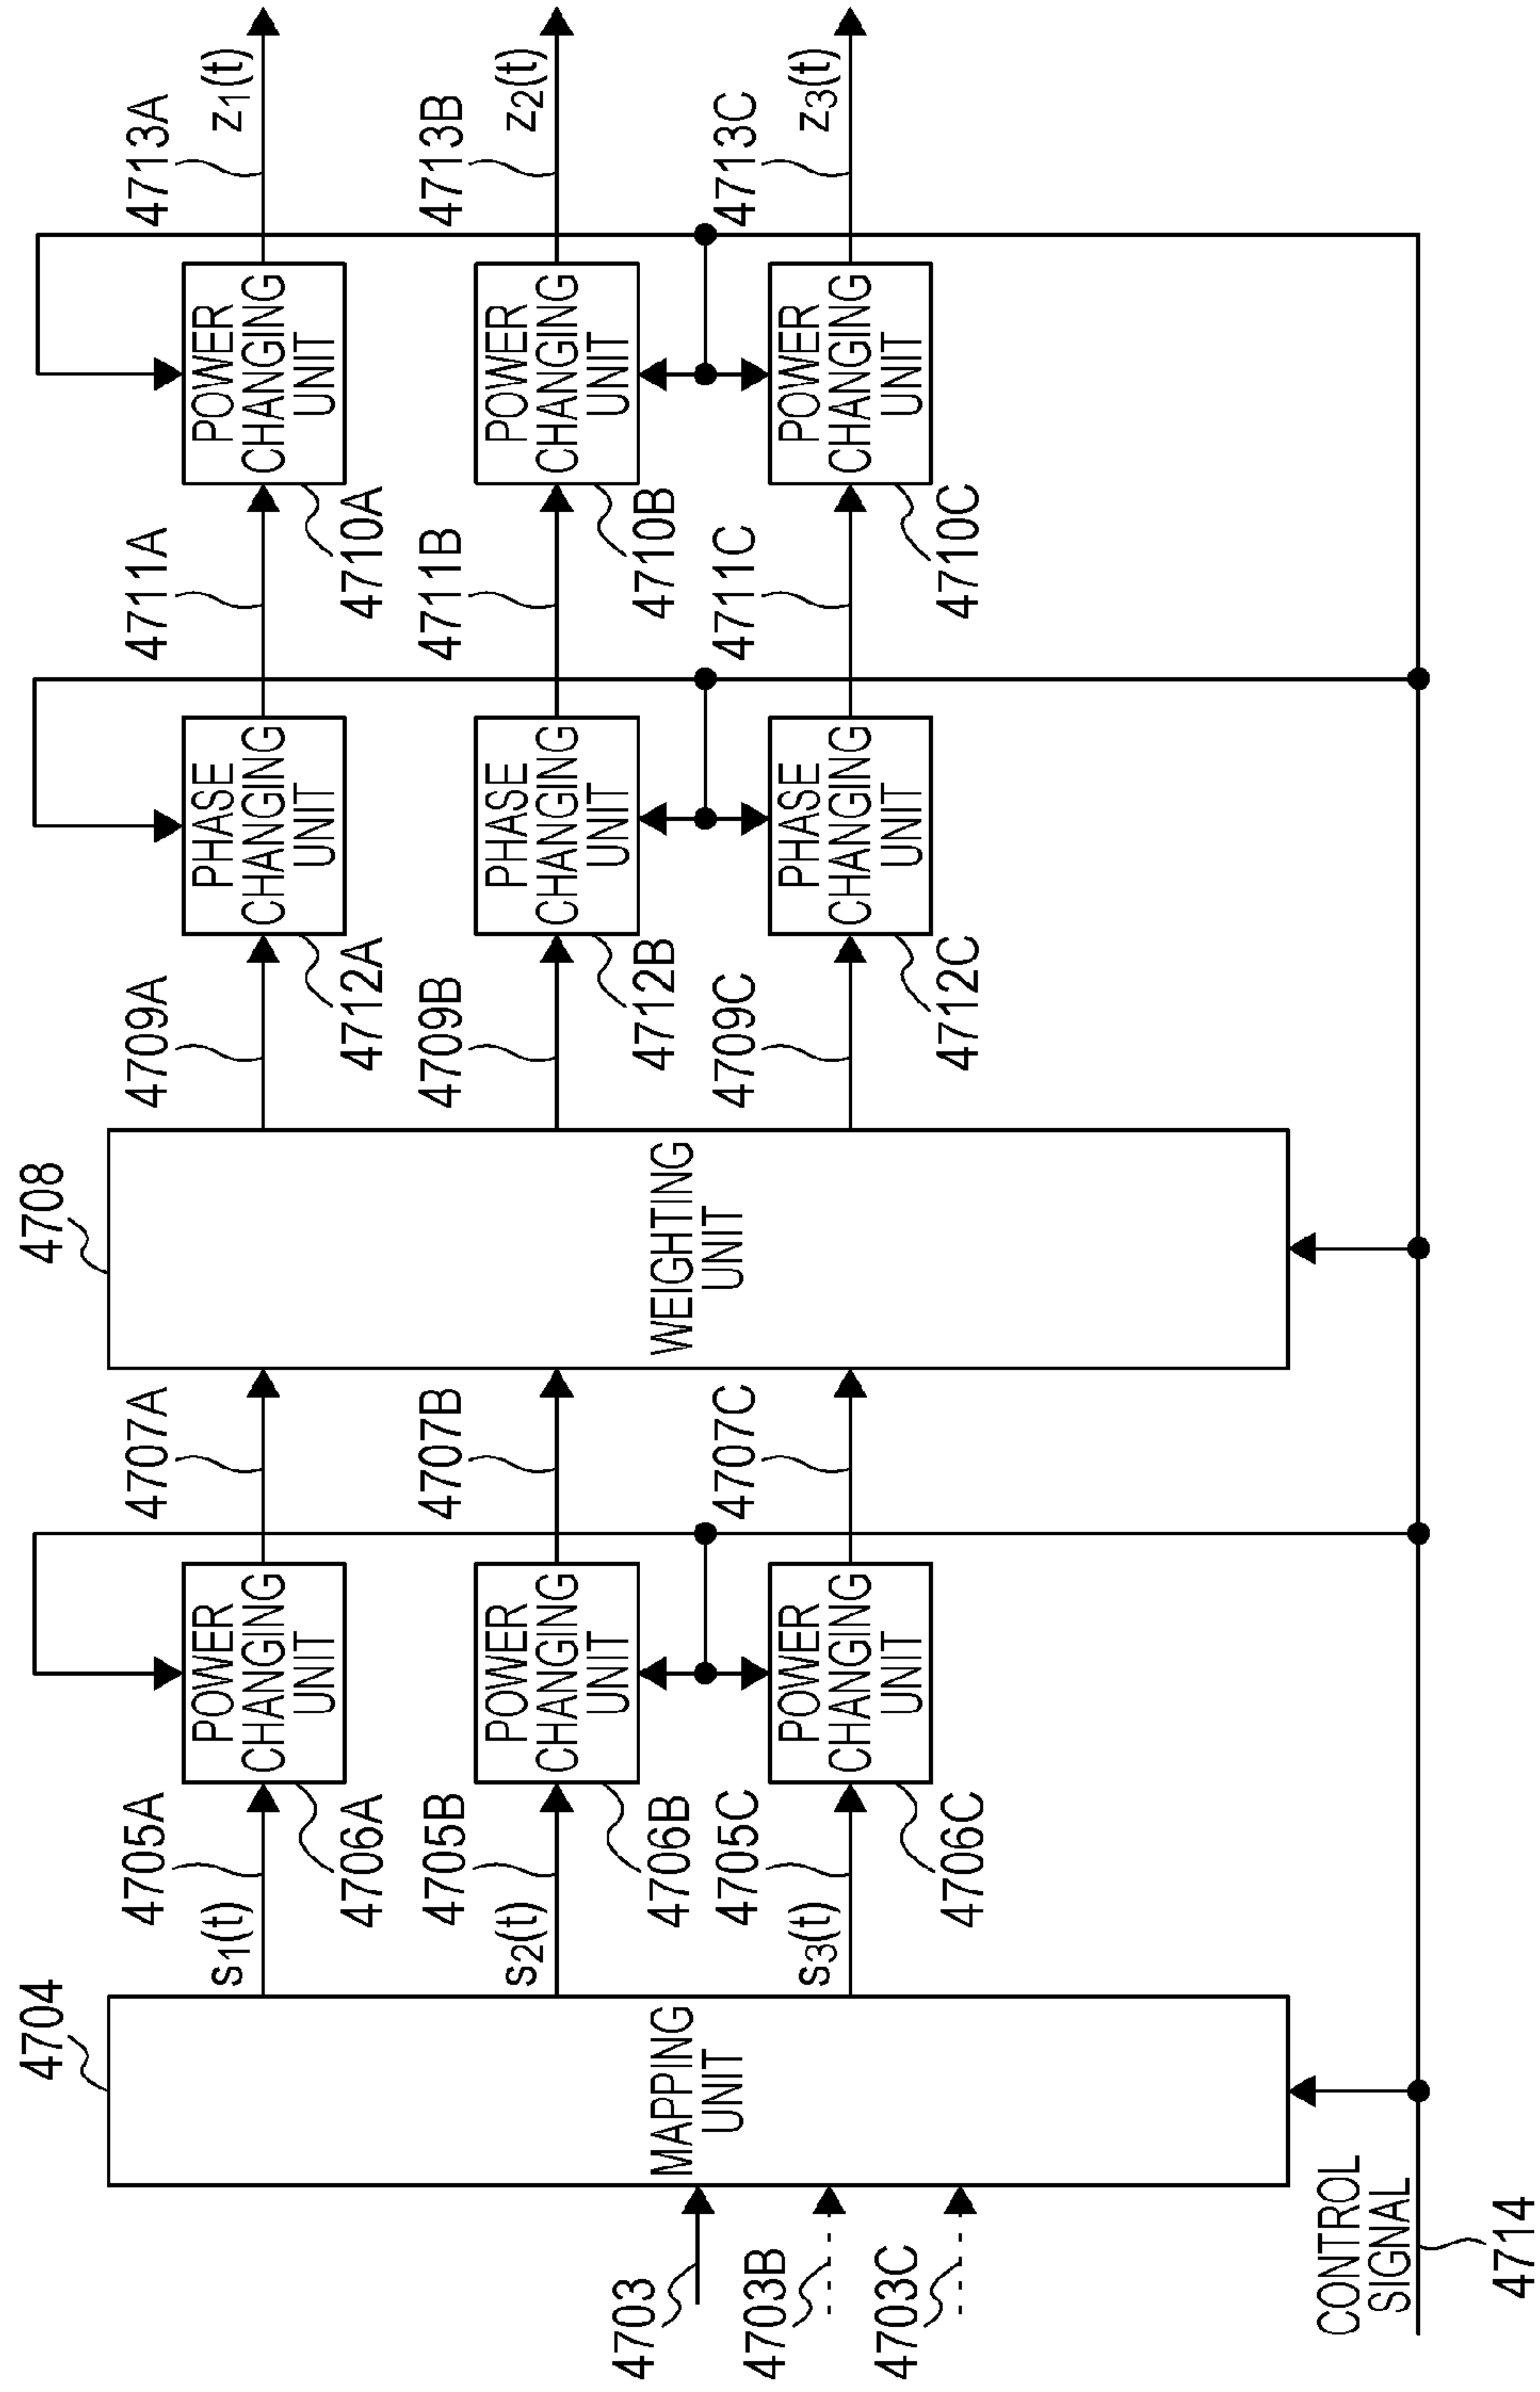 4703
4703B
4703C
CONTROL
SIGNAL
4714
4704
MAPPING
UNIT
4705A
s1(t)
4706A
POWER
CHANGING
UNIT
4707A
4705B
s2(t)
4706B
POWER
CHANGING
UNIT
4707B
4705C
s3(t)
4706C
POWER
CHANGING
UNIT
4707C
4708
WEIGHTING
UNIT
4709A
4712A
PHASE
CHANGING
UNIT
4711A
4710A
POWER
CHANGING
UNIT
4713A
z1(t)
4709B
4712B
PHASE
CHANGING
UNIT
4711B
4710B
POWER
CHANGING
UNIT
4713B
z2(t)
4709C
4712C
PHASE
CHANGING
UNIT
4711C
4710C
POWER
CHANGING
UNIT
4713C
z3(t)